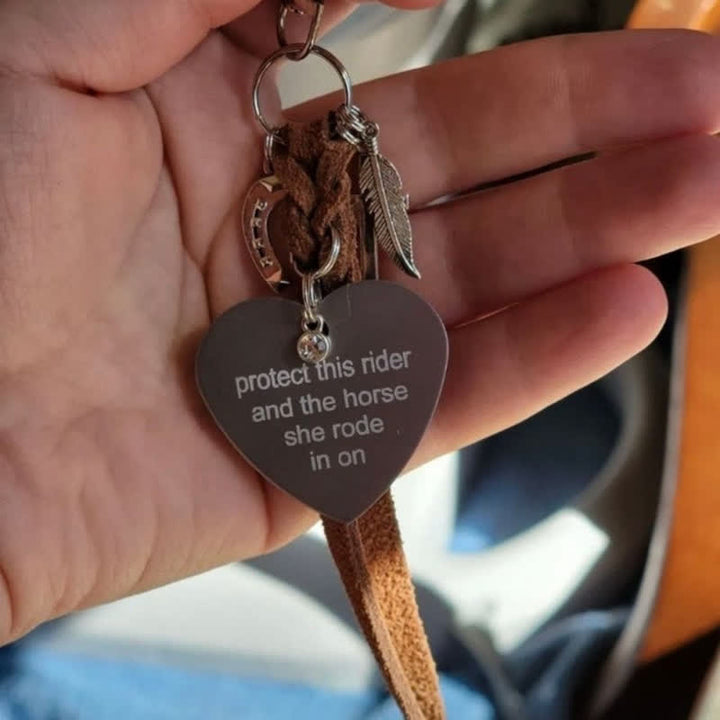 protect this rider
and the horse
she rode
in on